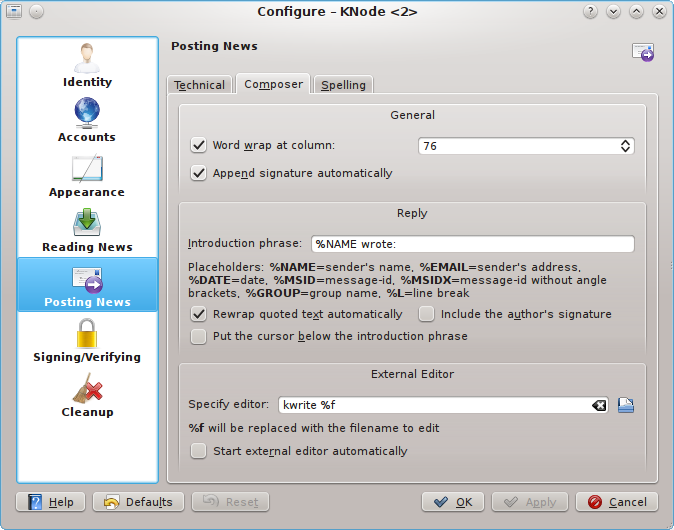 Configure – KNode <2>
Identity
Accounts
Appearance
Reading News
Posting News
Signing/Verifying
Cleanup
Posting News
Technical
Composer
Spelling
General
Word wrap at column:
76
Append signature automatically
Reply
Introduction phrase:
%NAME wrote:
Placeholders: %NAME=sender's name, %EMAIL=sender's address,
%DATE=date, %MSID=message-id, %MSIDX=message-id without angle
brackets, %GROUP=group name, %L=line break
Rewrap quoted text automatically
Include the author's signature
Put the cursor below the introduction phrase
External Editor
Specify editor:
kwrite %f
%f will be replaced with the filename to edit
Start external editor automatically
Help
Defaults
Reset
OK
Apply
Cancel